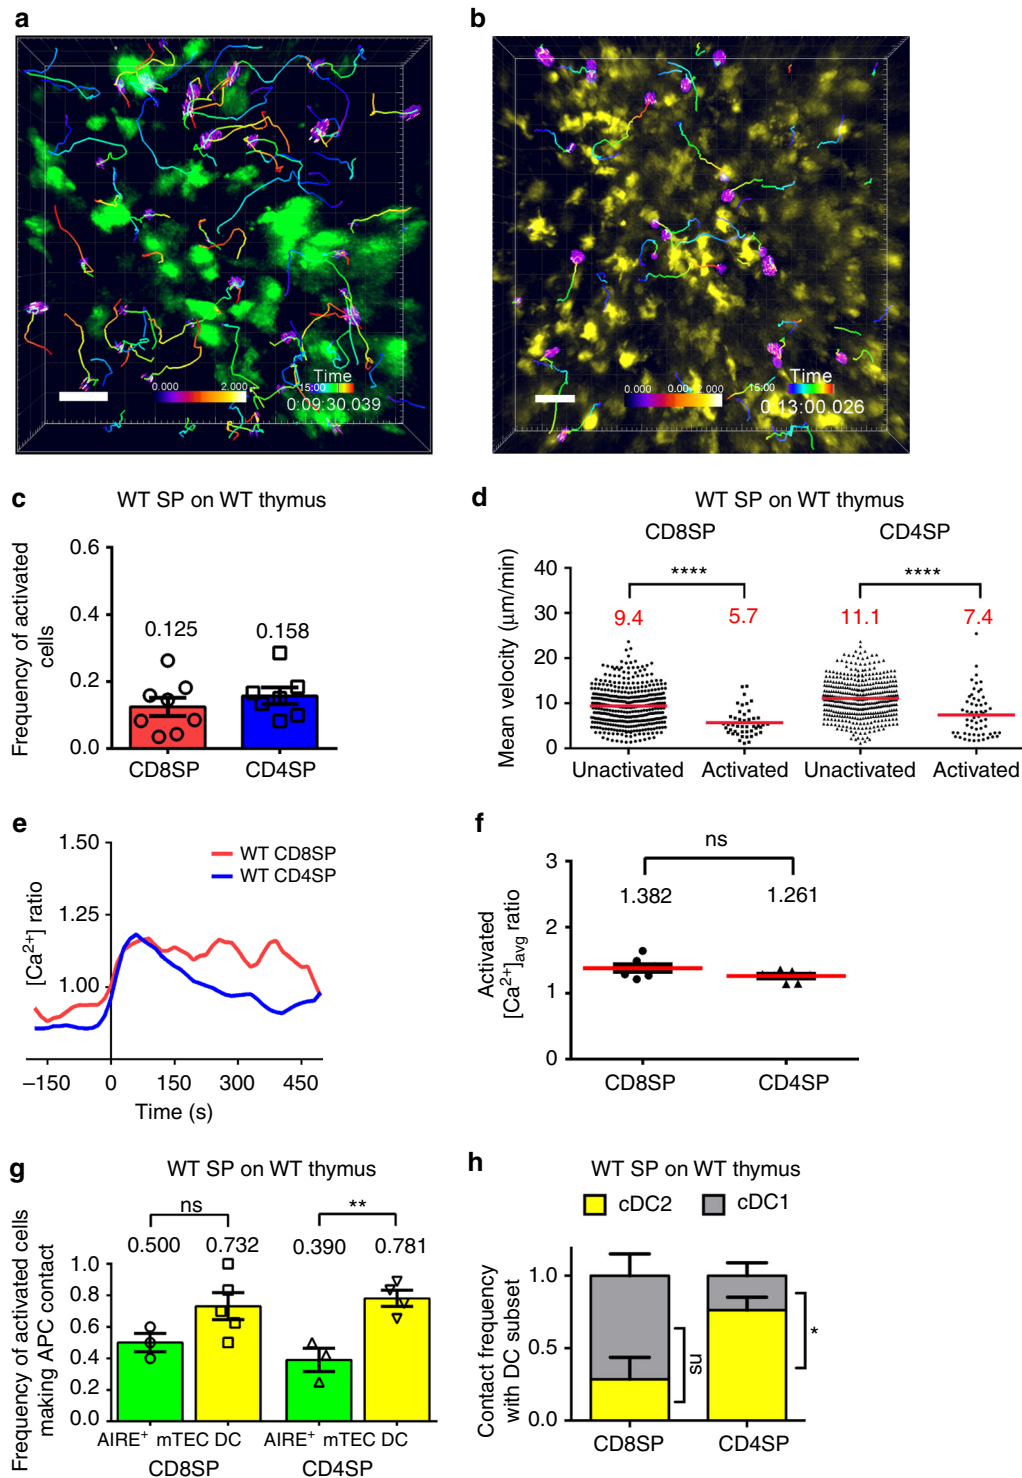 a
0.000 2.000
15:00
Time
0:09:30.039
b
0.000 0.00 2.000
15:00
Time
0:13:00.026
c
WT SP on WT thymus
Frequency of activated
cells
0.6
0.4
0.2
0.0
0.125
0.158
CD8SP
CD4SP
d
WT SP on WT thymus
CD8SP
CD4SP
Mean velocity (µm/min)
40
30
20
10
0
****
****
9.4
5.7
11.1
7.4
Unactivated
Activated
Unactivated
Activated
e
[Ca²⁺] ratio
1.50
1.25
1.00
WT CD8SP
WT CD4SP
−150
0
150
300
450
Time (s)
f
Activated
[Ca²⁺]avg ratio
3
2
1
0
ns
1.382
1.261
CD8SP
CD4SP
g
WT SP on WT thymus
Frequency of activated cells
making APC contact
1.0
0.8
0.6
0.4
0.2
0.0
ns
**
0.500
0.732
0.390
0.781
AIRE⁺ mTEC DC
AIRE⁺ mTEC DC
CD8SP
CD4SP
h
WT SP on WT thymus
cDC2
cDC1
Contact frequency
with DC subset
1.0
0.5
0.0
ns
*
CD8SP
CD4SP